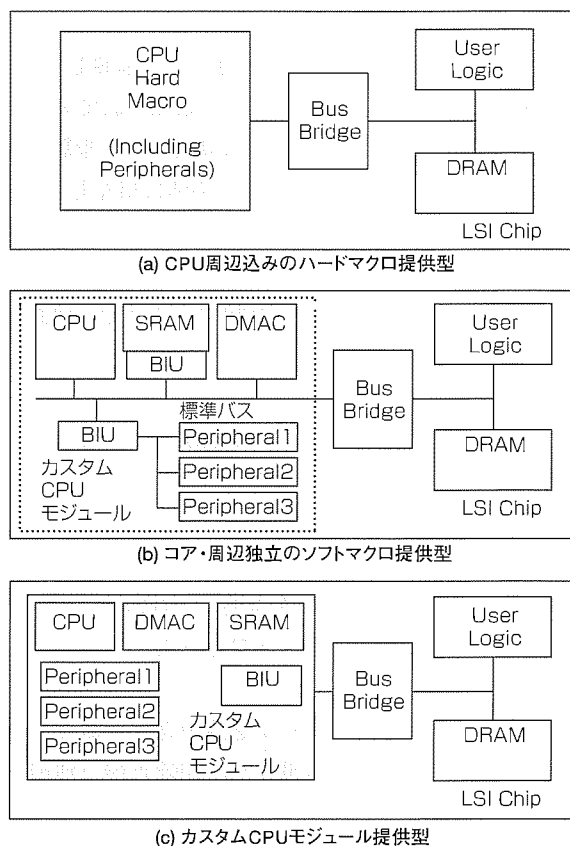 CPU
Hard
Macro
(Including
Peripherals)
Bus
Bridge
User
Logic
DRAM
LSI Chip
(a) CPU周辺込みのハードマクロ提供型
CPU
SRAM
BIU
DMAC
標準バス
BIU
Peripheral1
Peripheral2
Peripheral3
カスタム
CPU
モジュール
Bus
Bridge
User
Logic
DRAM
LSI Chip
(b) コア・周辺独立のソフトマクロ提供型
CPU
DMAC
SRAM
Peripheral1
Peripheral2
Peripheral3
BIU
カスタム
CPU
モジュール
Bus
Bridge
User
Logic
DRAM
LSI Chip
(c) カスタムCPUモジュール提供型